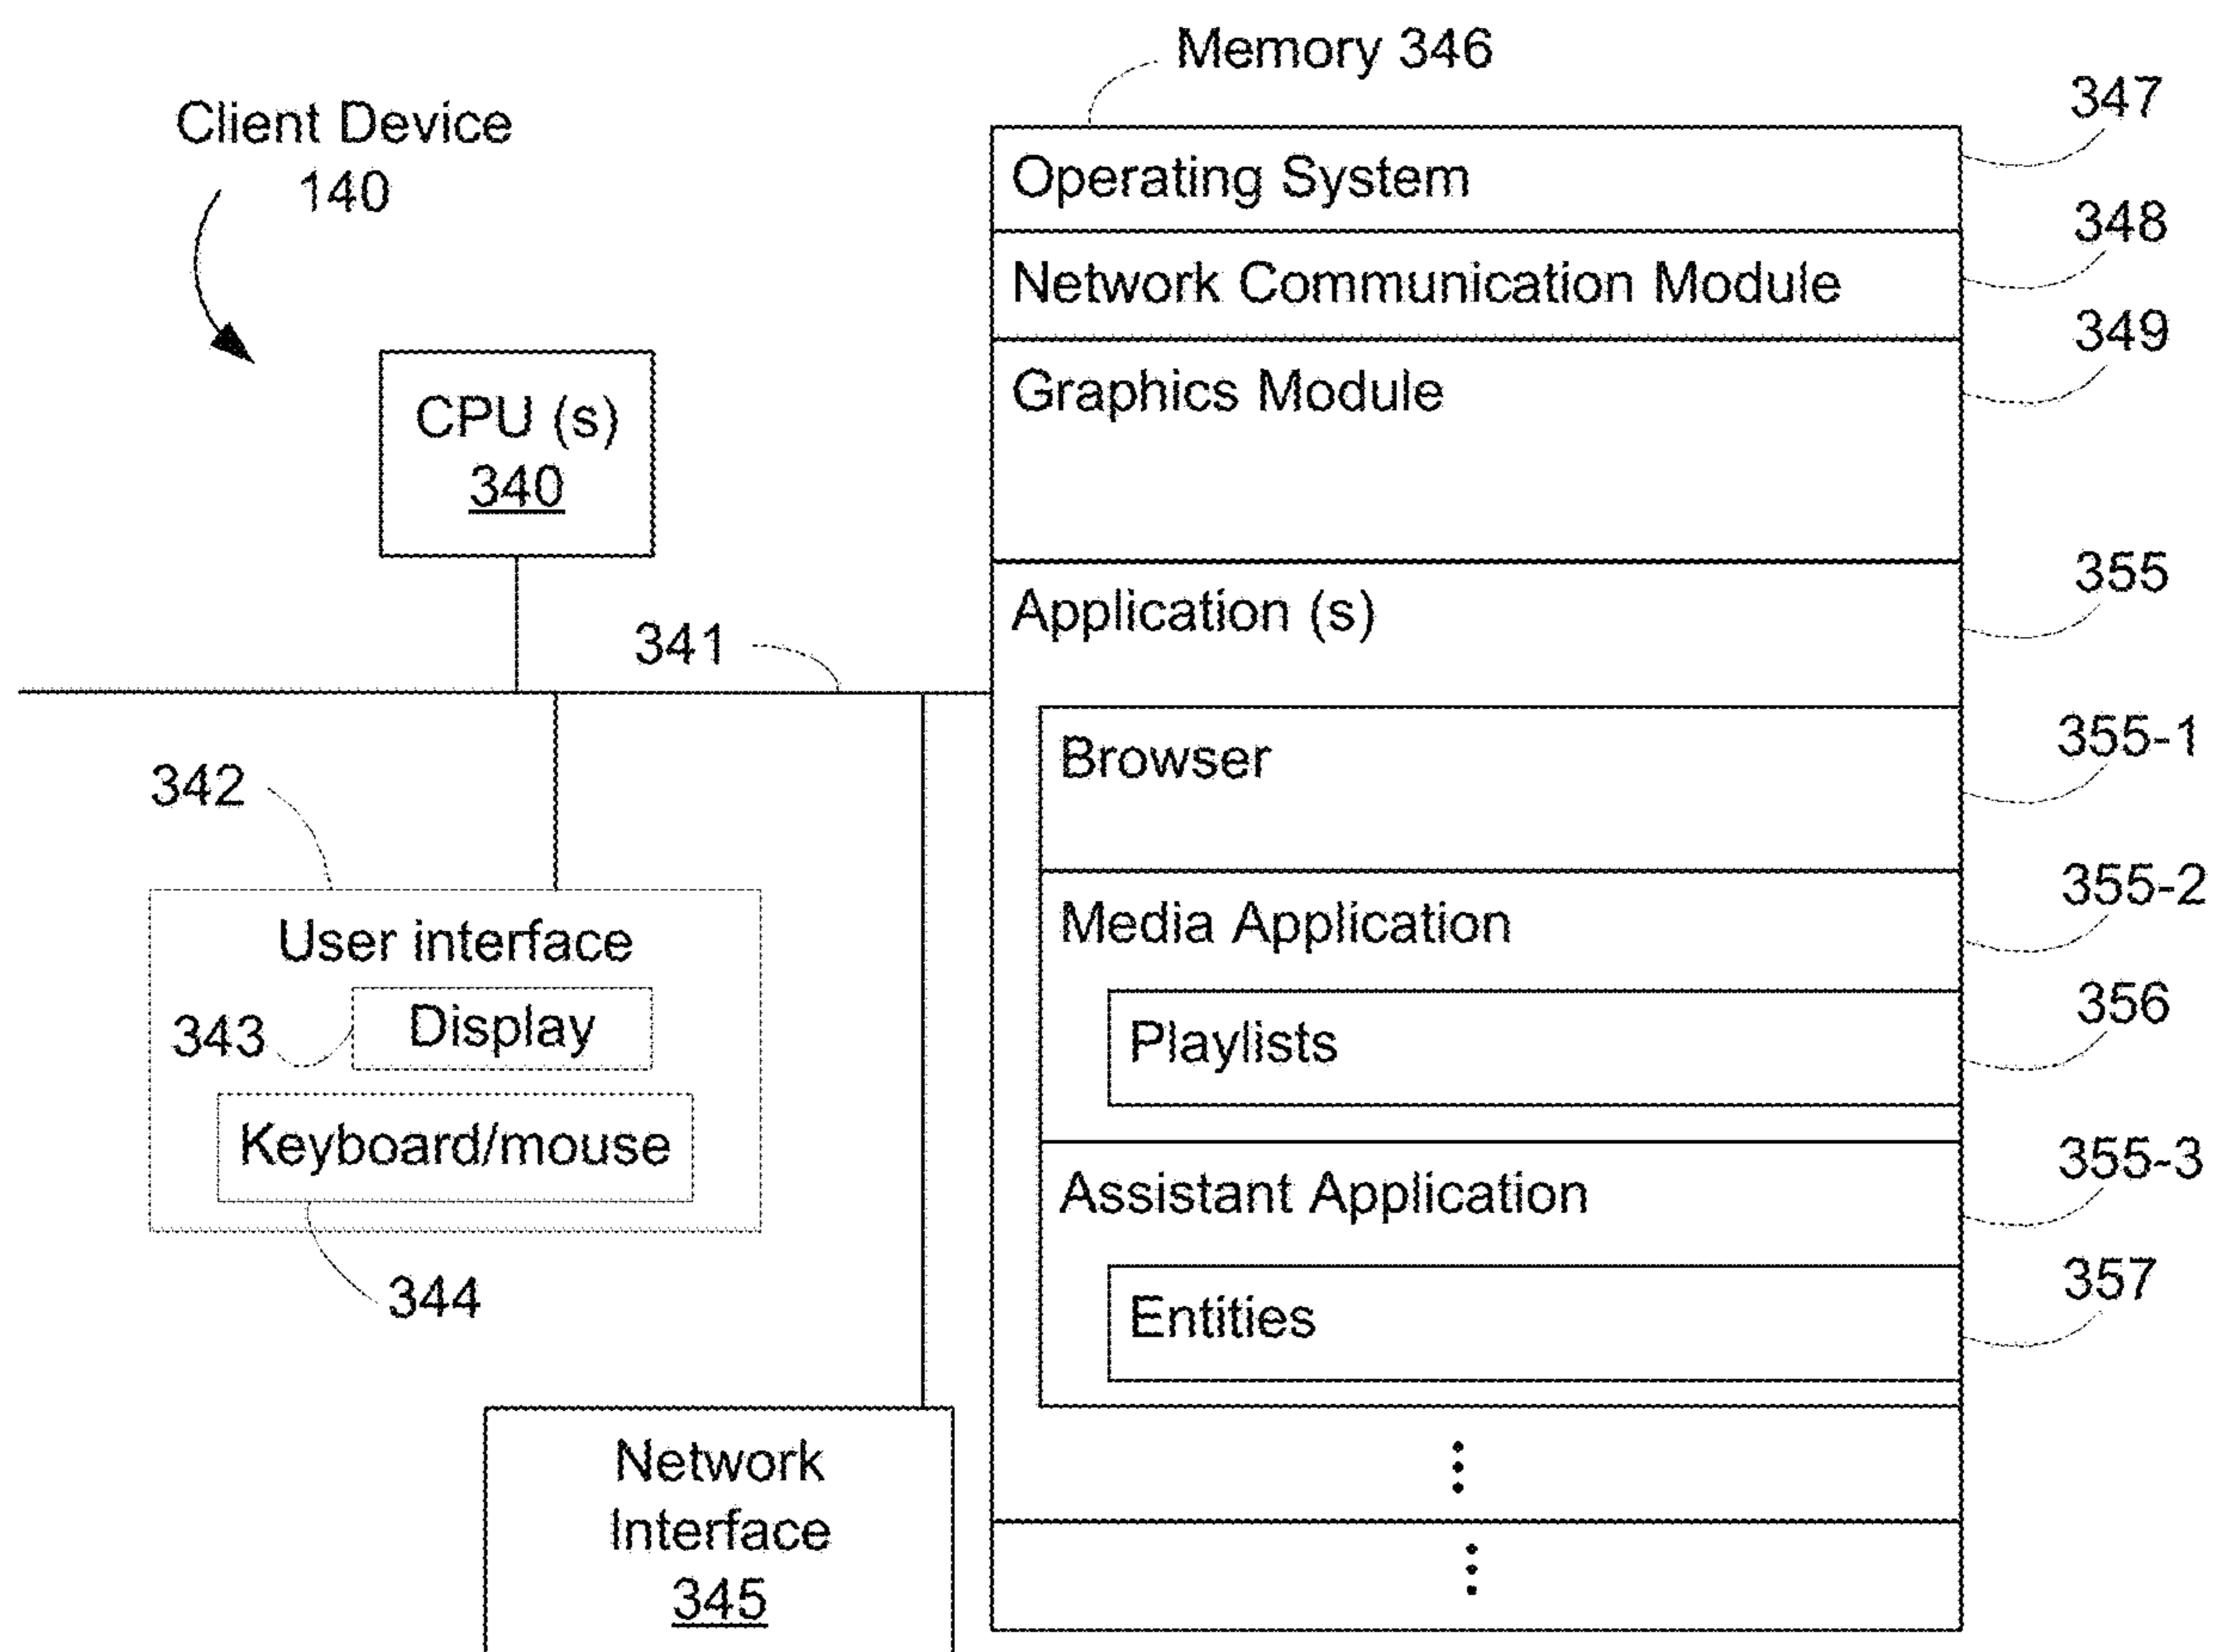 Memory 346
Client Device
140
347
Operating System
348
Network Communication Module
349
Graphics Module
CPU (s)
340
355
Application (s)
341
355-1
Browser
342
355-2
Media Application
User interface
356
Display
343
Playlists
Keyboard/mouse
355-3
Assistant Application
344
357
Entities
Network
Interface
345